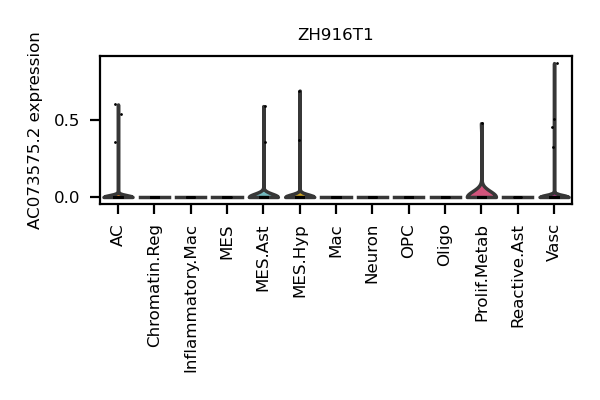 ZH916T1
AC073575.2 expression
0.5
0.0
AC
Chromatin.Reg
Inflammatory.Mac
MES
MES.Ast
MES.Hyp
Mac
Neuron
OPC
Oligo
Prolif.Metab
Reactive.Ast
Vasc